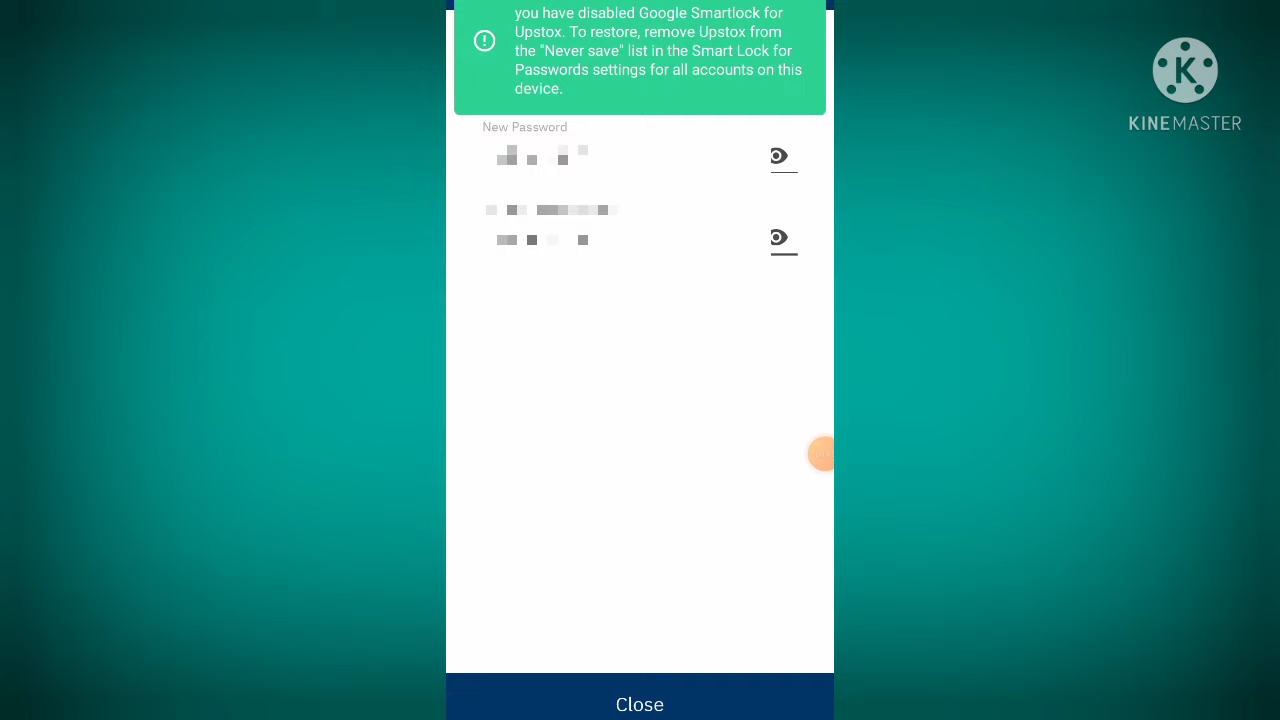 you have disabled Google Smartlock for
Upstox. To restore, remove Upstox from
the "Never save" list in the Smart Lock for
Passwords settings for all accounts on this
device.
New Password
Close
K
KINEMASTER